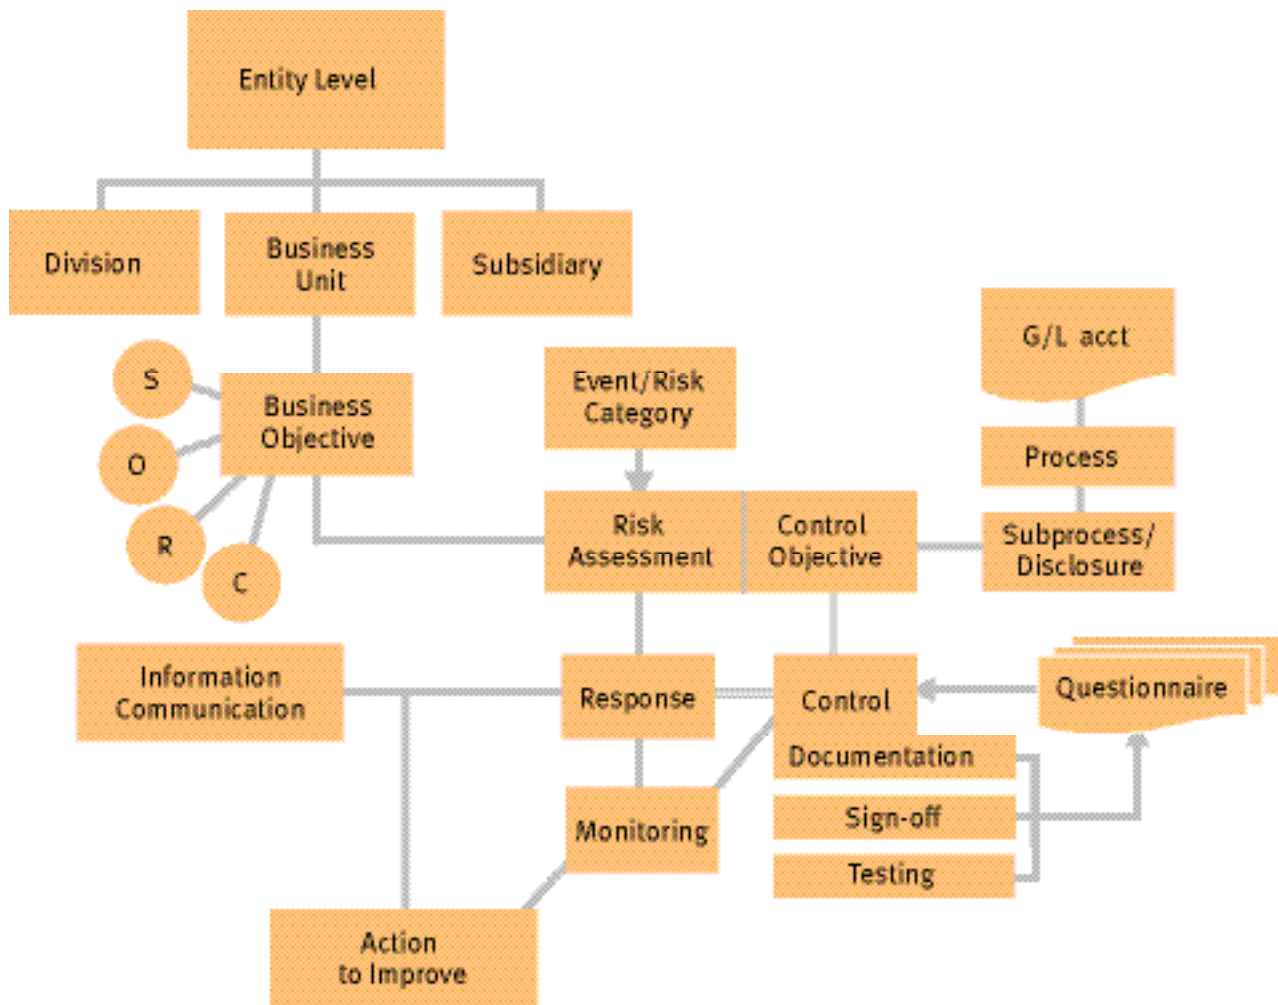 Entity Level
Division
Business
Unit
Subsidiary
G/L acct
S
Event/Risk
Category
Business
Objective
O
Process
R
Risk
Assessment
Control
Objective
Subprocess/
Disclosure
C
Information
Communication
Response
Control
Questionnaire
Documentation
Monitoring
Sign-off
Testing
Action
to Improve